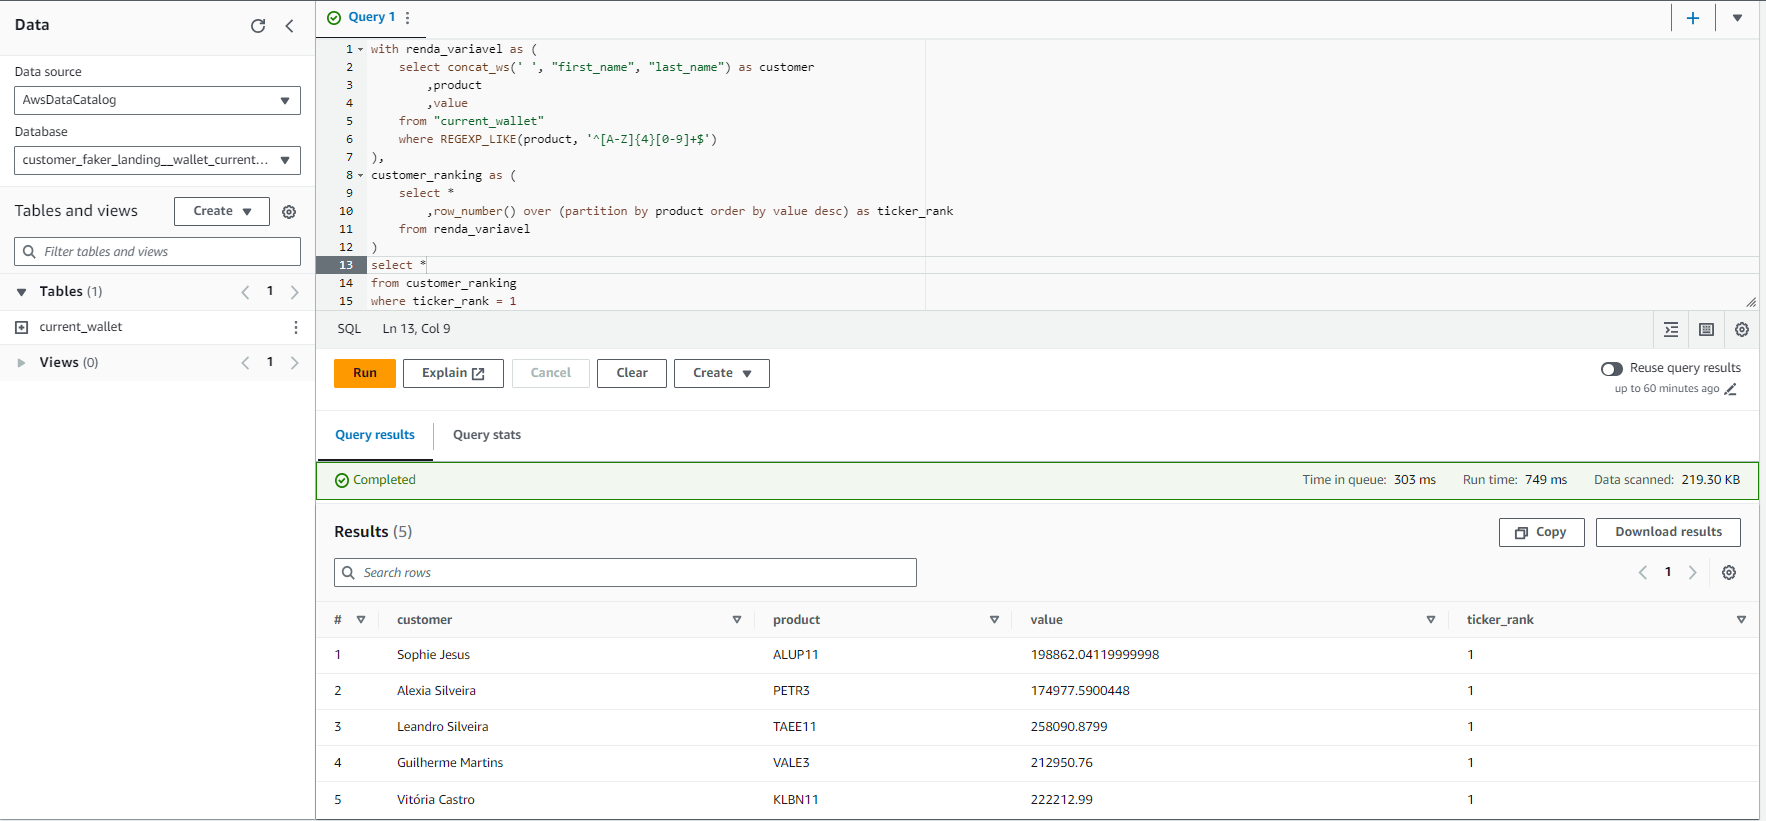 Data
Data source
AwsDataCatalog
Database
customer_faker_landing__wallet_current...
Tables and views
Create
Filter tables and views
Tables (1)
1
current_wallet
Views (0)
1
Query 1
1 with renda_variavel as (
2 select concat_ws(' ', "first_name", "last_name") as customer
3 ,product
4 ,value
5 from "current_wallet"
6 where REGEXP_LIKE(product, '^[A-Z]{4}[0-9]+$')
7 ),
8 customer_ranking as (
9 select *
10 ,row_number() over (partition by product order by value desc) as ticker_rank
11 from renda_variavel
12 )
13 select *
14 from customer_ranking
15 where ticker_rank = 1
SQL Ln 13, Col 9
Run Explain Cancel Clear Create
Reuse query results
up to 60 minutes ago
Query results Query stats
Completed Time in queue: 303 ms Run time: 749 ms Data scanned: 219.30 KB
Results (5)
Copy Download results
Search rows
1
# customer product value ticker_rank
1 Sophie Jesus ALUP11 198862.04119999998 1
2 Alexia Silveira PETR3 174977.5900448 1
3 Leandro Silveira TAEE11 258090.8799 1
4 Guilherme Martins VALE3 212950.76 1
5 Vitória Castro KLBN11 222212.99 1